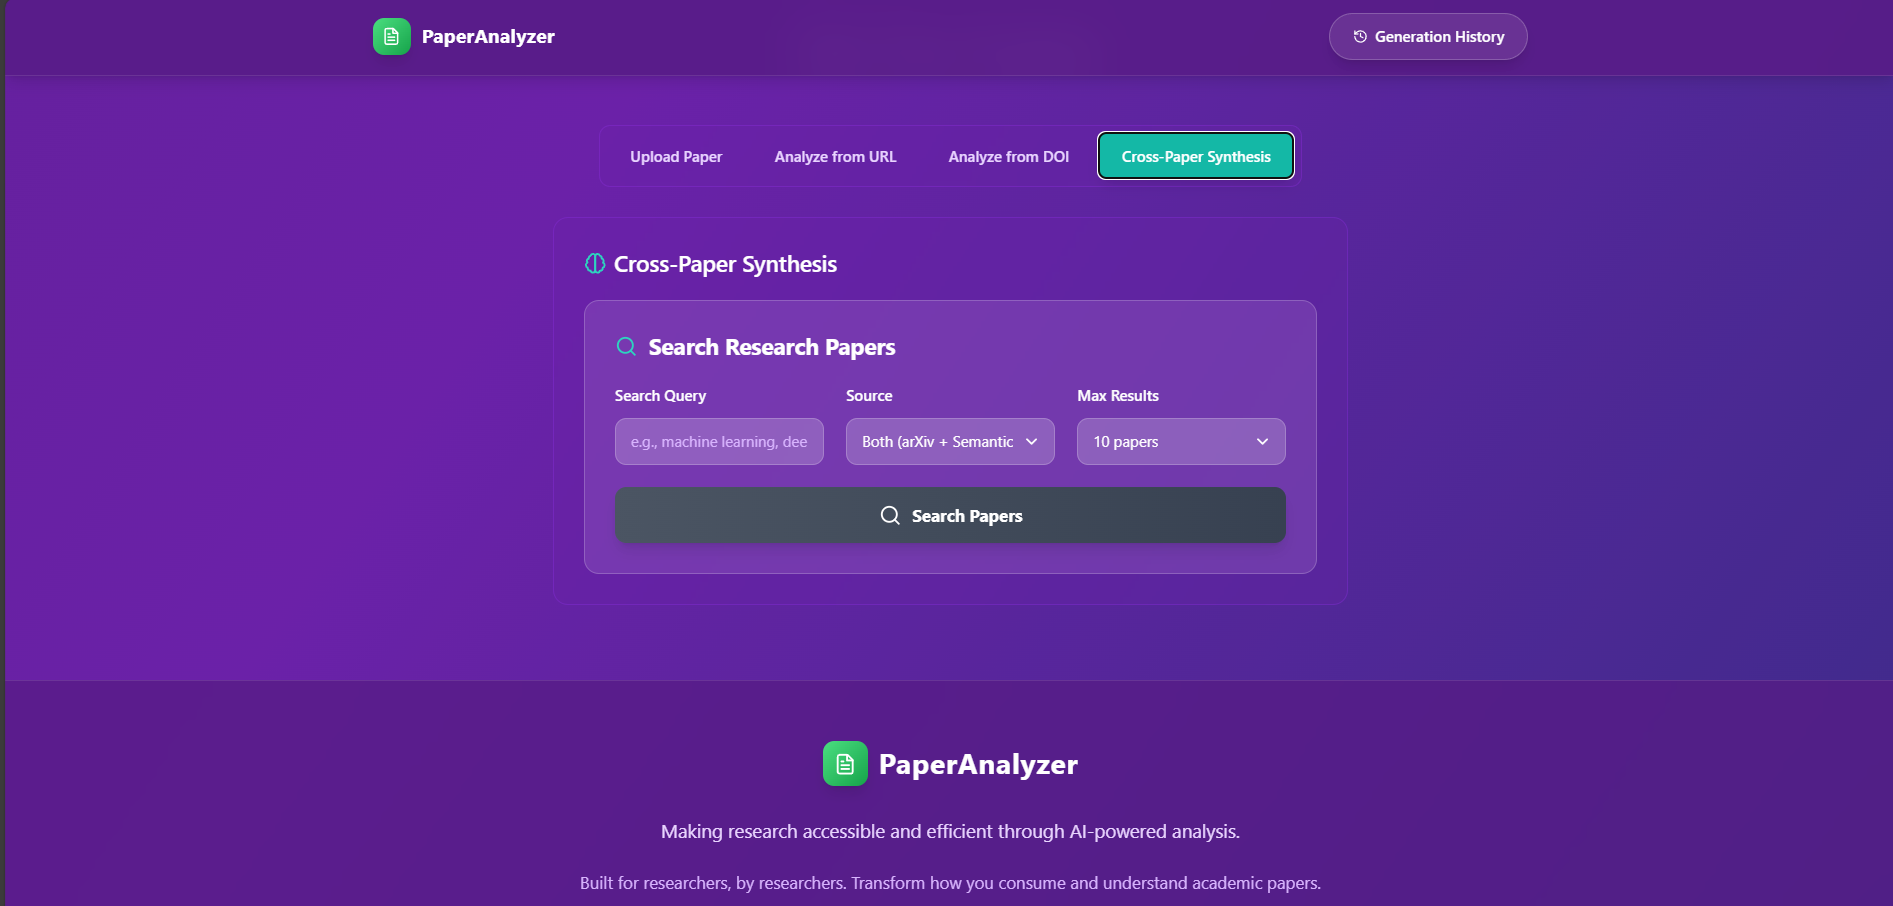 PaperAnalyzer
Generation History
Upload Paper
Analyze from URL
Analyze from DOI
Cross-Paper Synthesis
Cross-Paper Synthesis
Search Research Papers
Search Query
Source
Max Results
e.g., machine learning, dee
Both (arXiv + Semantic
10 papers
Search Papers
PaperAnalyzer
Making research accessible and efficient through AI-powered analysis.
Built for researchers, by researchers. Transform how you consume and understand academic papers.